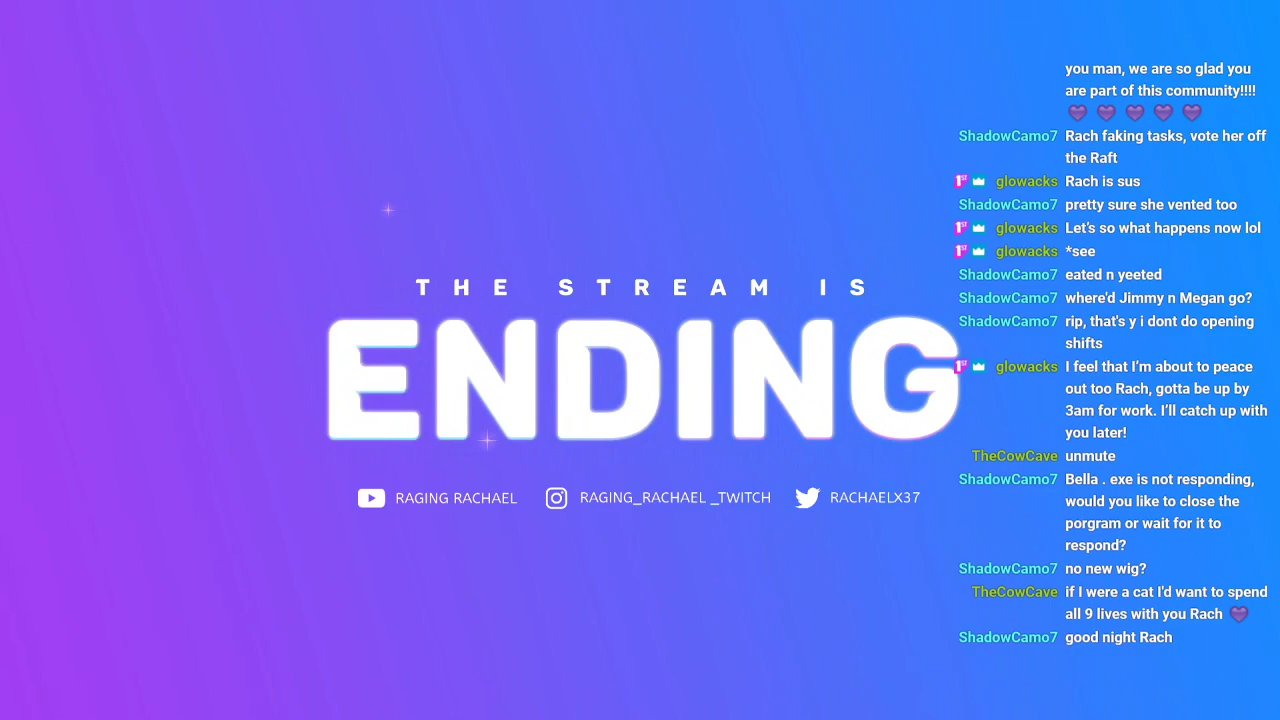 THE STREAM IS
ENDING
RAGING RACHAEL RAGING_RACHAEL _TWITCH RACHAELX37
you man, we are so glad you
are part of this community!!!!
ShadowCamo7 Rach faking tasks, vote her off
the Raft
1ST glowacks Rach is sus
ShadowCamo7 pretty sure she vented too
1ST glowacks Let's so what happens now lol
1ST glowacks *see
ShadowCamo7 eated n yeeted
ShadowCamo7 where'd Jimmy n Megan go?
ShadowCamo7 rip, that's y i dont do opening
shifts
1ST glowacks I feel that I'm about to peace
out too Rach, gotta be up by
3am for work. I'll catch up with
you later!
TheCowCave unmute
ShadowCamo7 Bella . exe is not responding,
would you like to close the
porgram or wait for it to
respond?
ShadowCamo7 no new wig?
TheCowCave if I were a cat I'd want to spend
all 9 lives with you Rach
ShadowCamo7 good night Rach